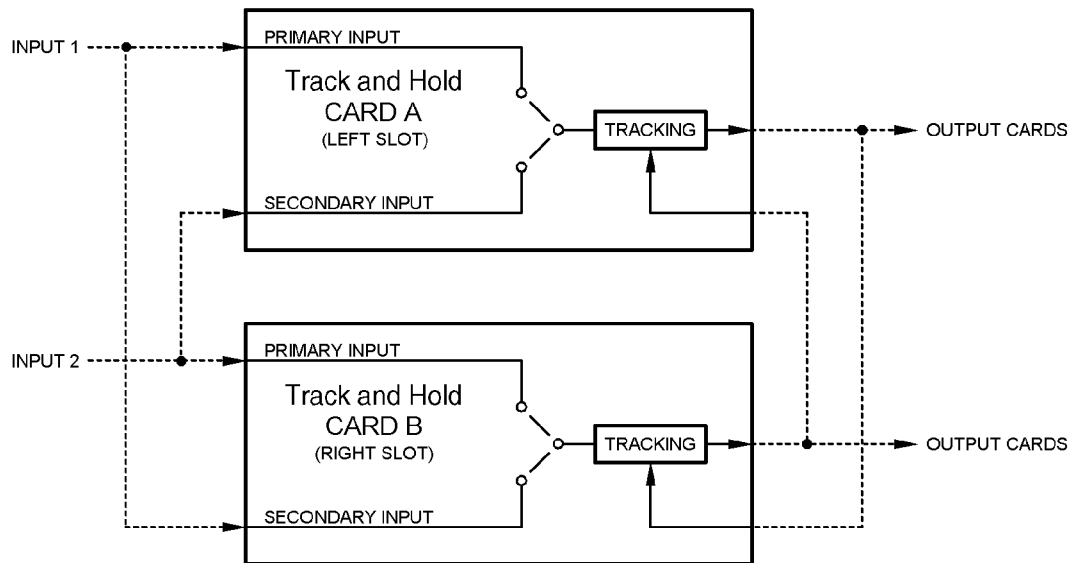 INPUT 1
PRIMARY INPUT
Track and Hold
CARD A
(LEFT SLOT)
TRACKING
OUTPUT CARDS
SECONDARY INPUT
INPUT 2
PRIMARY INPUT
Track and Hold
CARD B
(RIGHT SLOT)
TRACKING
OUTPUT CARDS
SECONDARY INPUT